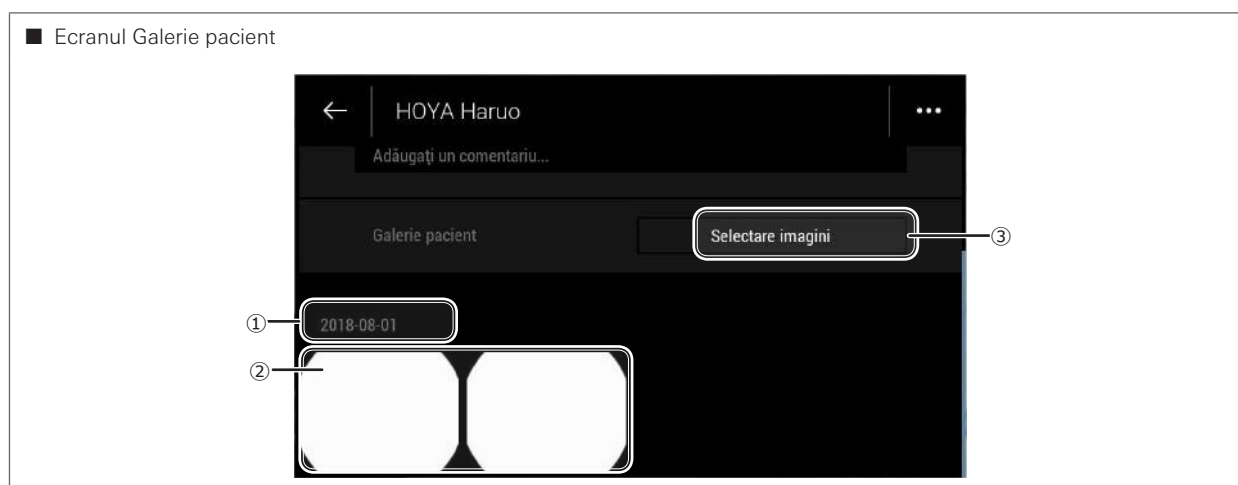 ■ Ecranul Galerie pacient
HOYA Haruo
Adăugați un comentariu...
Galerie pacient
Selectare imagini
③
①
2018-08-01
②